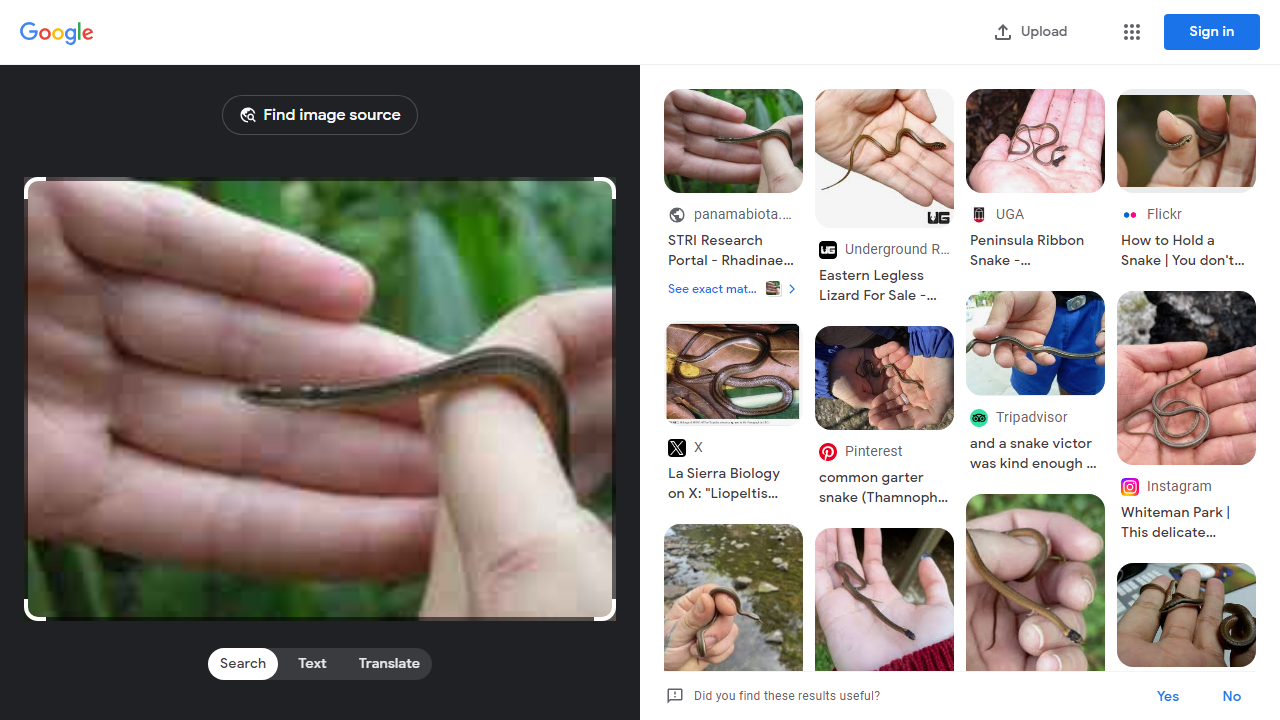 Google
Upload
Sign in
Find image source
Search
Text
Translate
panamabiota....
STRI Research
Portal - Rhadinae...
See exact mat...
Underground R...
Eastern Legless
Lizard For Sale -...
UGA
Peninsula Ribbon
Snake -...
Flickr
How to Hold a
Snake | You don't...
X
La Sierra Biology
on X: "Liopeltis...
Pinterest
common garter
snake (Thamnoph...
Tripadvisor
and a snake victor
was kind enough ...
Instagram
Whiteman Park |
This delicate...
Did you find these results useful?
Yes
No